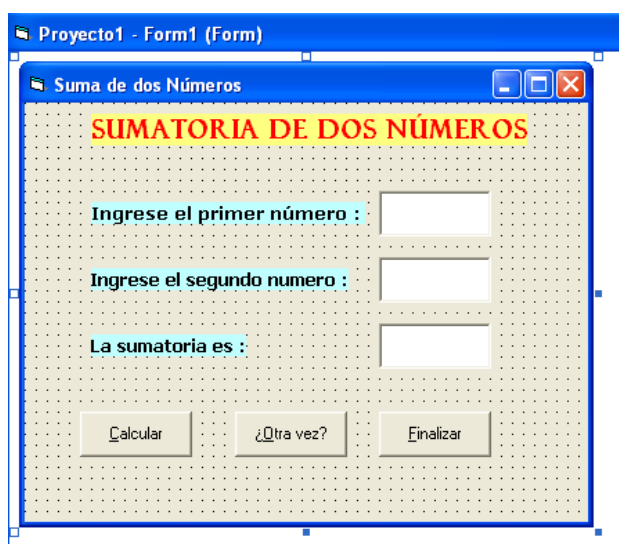 Proyecto1 - Form1 (Form)
Suma de dos Números
SUMATORIA DE DOS NÚMEROS
Ingrese el primer número :
Ingrese el segundo numero :
La sumatoria es :
Calcular ¿Otra vez? Finalizar